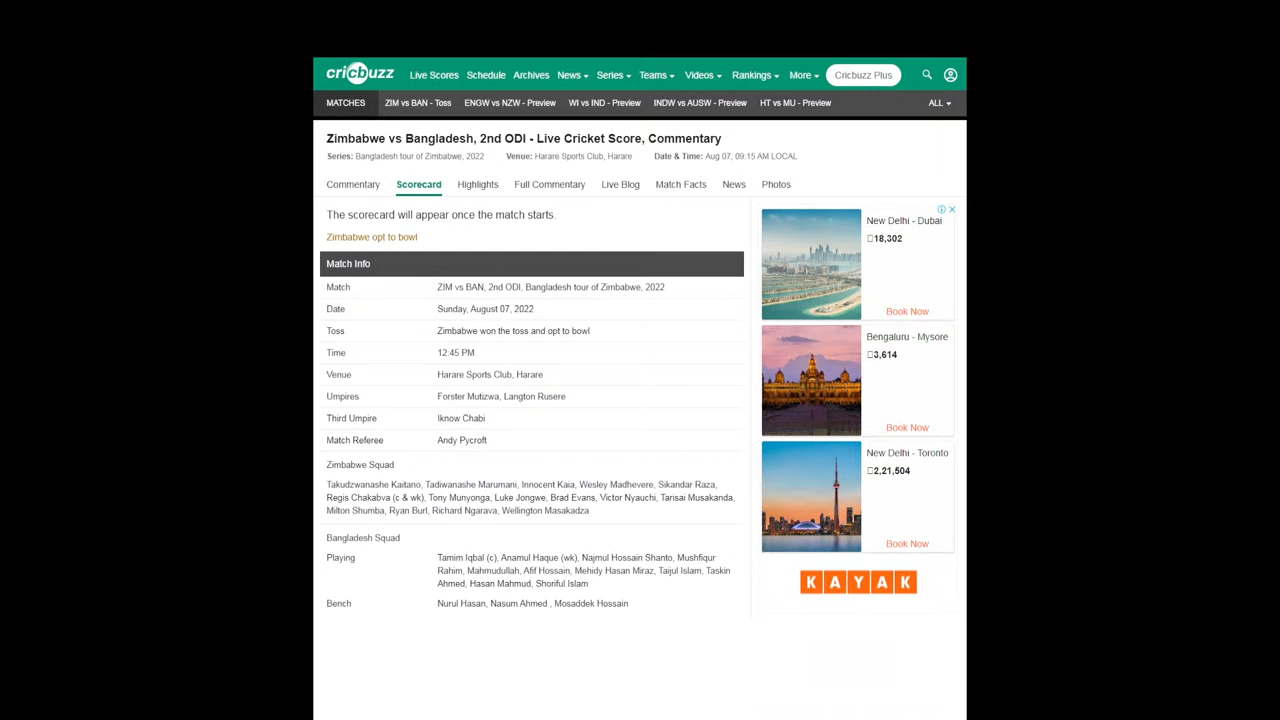 cricbuzz Live Scores Schedule Archives News Series Teams Videos Rankings More Cricbuzz Plus
MATCHES ZIM vs BAN - Toss ENGW vs NZW - Preview WI vs IND - Preview INDW vs AUSW - Preview HT vs MU - Preview ALL
Zimbabwe vs Bangladesh, 2nd ODI - Live Cricket Score, Commentary
Series: Bangladesh tour of Zimbabwe, 2022 Venue: Harare Sports Club, Harare Date & Time: Aug 07, 09:15 AM LOCAL
Commentary Scorecard Highlights Full Commentary Live Blog Match Facts News Photos
The scorecard will appear once the match starts.
Zimbabwe opt to bowl
Match Info
Match ZIM vs BAN, 2nd ODI, Bangladesh tour of Zimbabwe, 2022
Date Sunday, August 07, 2022
Toss Zimbabwe won the toss and opt to bowl
Time 12:45 PM
Venue Harare Sports Club, Harare
Umpires Forster Mutizwa, Langton Rusere
Third Umpire Iknow Chabi
Match Referee Andy Pycroft
Zimbabwe Squad
Takudzwanashe Kaitano, Tadiwanashe Marumani, Innocent Kaia, Wesley Madhevere, Sikandar Raza,
Regis Chakabva (c & wk), Tony Munyonga, Luke Jongwe, Brad Evans, Victor Nyauchi, Tarisai Musakanda,
Milton Shumba, Ryan Burl, Richard Ngarava, Wellington Masakadza
Bangladesh Squad
Playing Tamim Iqbal (c), Anamul Haque (wk), Najmul Hossain Shanto, Mushfiqur
Rahim, Mahmudullah, Afif Hossain, Mehidy Hasan Miraz, Taijul Islam, Taskin
Ahmed, Hasan Mahmud, Shoriful Islam
Bench Nurul Hasan, Nasum Ahmed , Mosaddek Hossain
New Delhi - Dubai
18,302
Book Now
Bengaluru - Mysore
3,614
Book Now
New Delhi - Toronto
2,21,504
Book Now
KAYAK